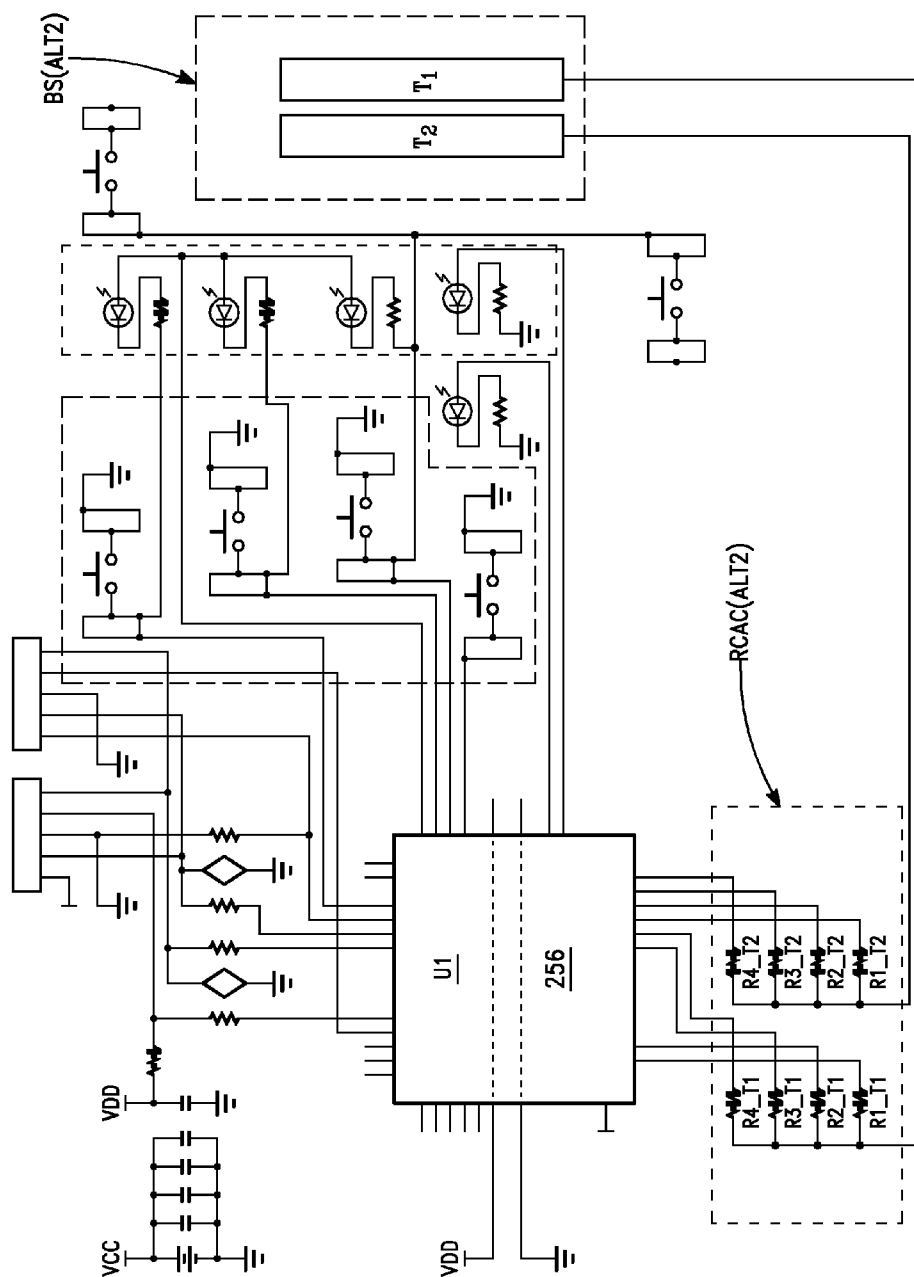 BS(ALT2)
T1
T2
RCAC(ALT2)
U1
256
R4_T2
R3_T2
R2_T2
R1_T2
R4_T1
R3_T1
R2_T1
R1_T1
VDD
VCC
VDD